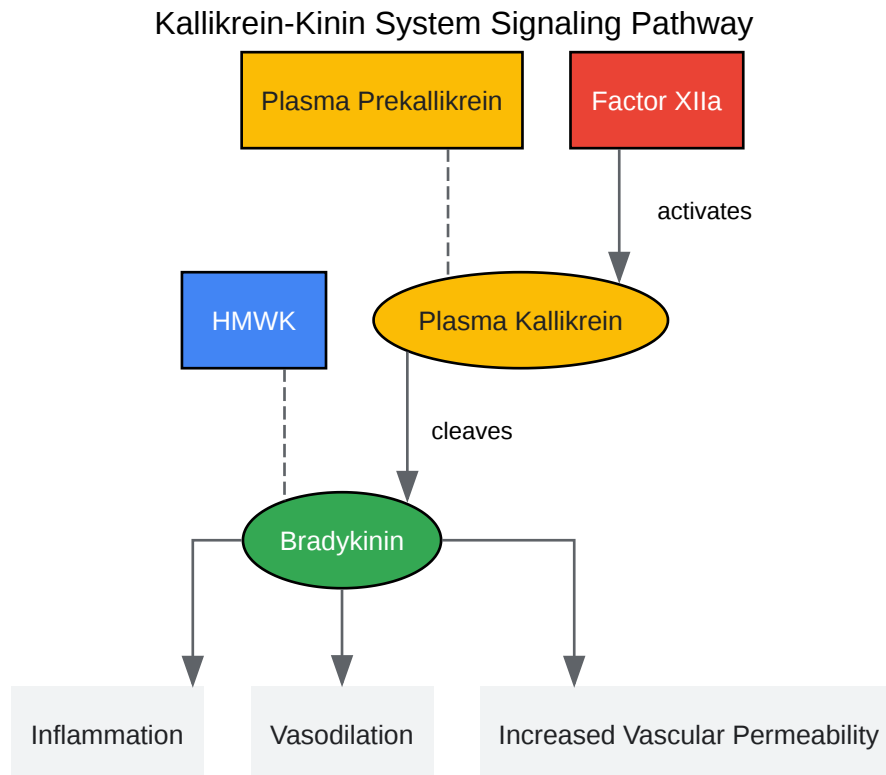 Kallikrein-Kinin System Signaling Pathway
Plasma Prekallikrein
Factor XIIa
activates
HMWK
Plasma Kallikrein
cleaves
Bradykinin
Inflammation
Vasodilation
Increased Vascular Permeability